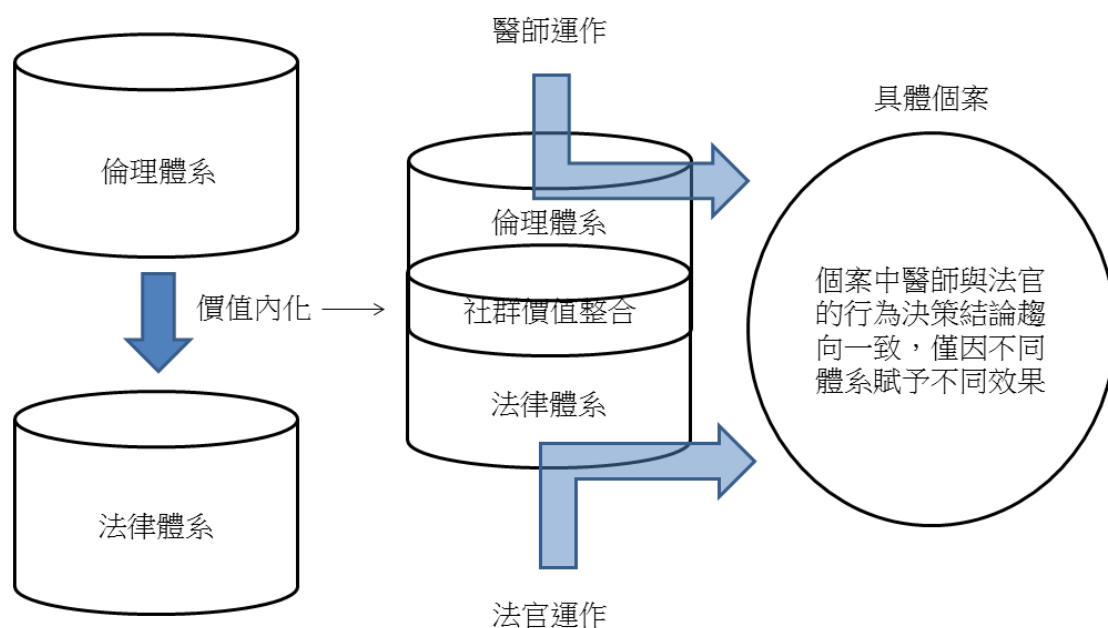 醫師運作
具體個案
倫理體系
倫理體系
價值內化
社群價值整合
個案中醫師與法官
的行為決策結論趨
向一致，僅因不同
體系賦予不同效果
法律體系
法律體系
法官運作